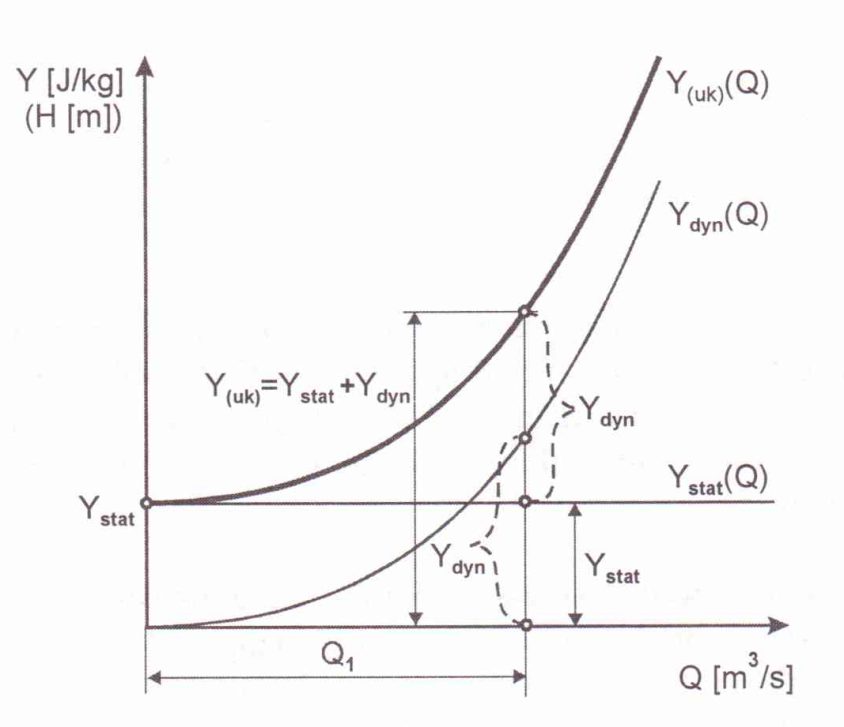 Y [J/kg]
(H [m])
Y(uk)(Q)
Ydyn(Q)
Y(uk)=Ystat+Ydyn
Ydyn
Ystat(Q)
Ystat
Ydyn
Ystat
Q1
Q [m³/s]